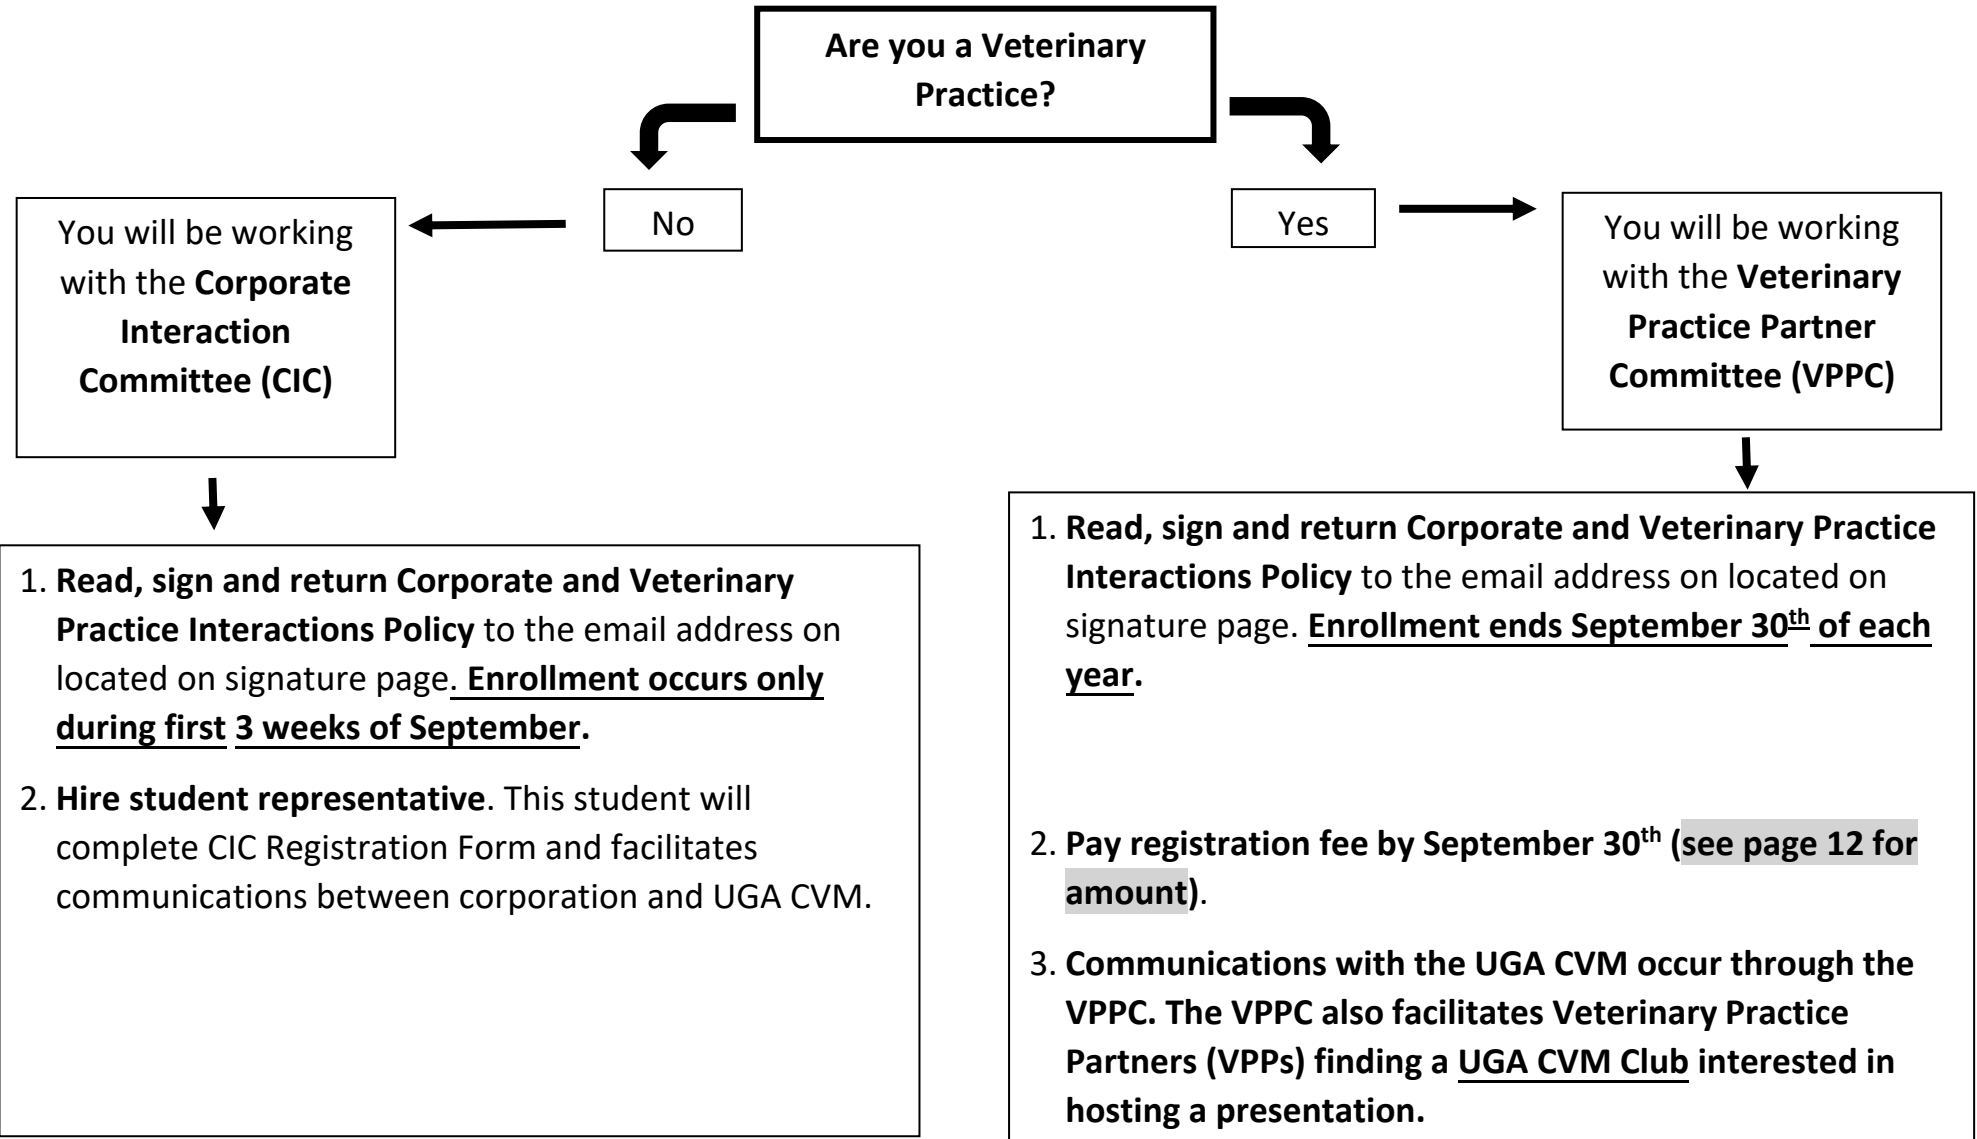 Are you a Veterinary
Practice?
No
Yes
You will be working
with the Corporate
Interaction
Committee (CIC)
You will be working
with the Veterinary
Practice Partner
Committee (VPPC)
1. Read, sign and return Corporate and Veterinary
Practice Interactions Policy to the email address on
located on signature page. Enrollment occurs only
during first 3 weeks of September.
2. Hire student representative. This student will
complete CIC Registration Form and facilitates
communications between corporation and UGA CVM.
1. Read, sign and return Corporate and Veterinary Practice
Interactions Policy to the email address on located on
signature page. Enrollment ends September 30th of each
year.
2. Pay registration fee by September 30th (see page 12 for
amount).
3. Communications with the UGA CVM occur through the
VPPC. The VPPC also facilitates Veterinary Practice
Partners (VPPs) finding a UGA CVM Club interested in
hosting a presentation.